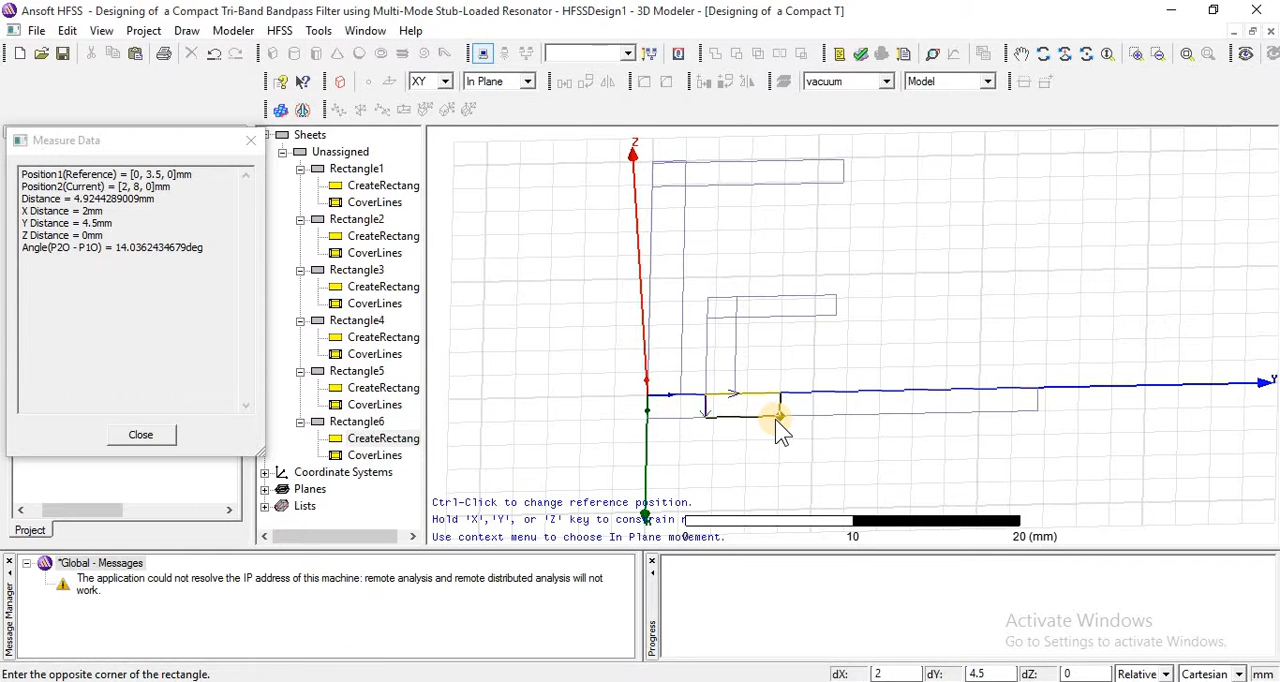 Ansoft HFSS - Designing of a Compact Tri-Band Bandpass Filter using Multi-Mode Stub-Loaded Resonator - HFSSDesign1 - 3D Modeler - [Designing of a Compact T]
File Edit View Project Draw Modeler HFSS Tools Window Help
XY In Plane vacuum Model
Measure Data
Position1(Reference) = [0, 3.5, 0]mm
Position2(Current) = [2, 8, 0]mm
Distance = 4.9244289009mm
X Distance = 2mm
Y Distance = 4.5mm
Z Distance = 0mm
Angle(P2O - P1O) = 14.0362434679deg
Close
Project
Sheets
Unassigned
Rectangle1
CreateRectang
CoverLines
Rectangle2
CreateRectang
CoverLines
Rectangle3
CreateRectang
CoverLines
Rectangle4
CreateRectang
CoverLines
Rectangle5
CreateRectang
CoverLines
Rectangle6
CreateRectang
CoverLines
Coordinate Systems
Planes
Lists
Z
Y
Ctrl-Click to change reference position.
Hold 'X','Y', or 'Z' key to constrain
Use context menu to choose In Plane movement.
0 10 20 (mm)
Message Manager
*Global - Messages
The application could not resolve the IP address of this machine: remote analysis and remote distributed analysis will not
work.
Progress
Activate Windows
Go to Settings to activate Windows.
Enter the opposite corner of the rectangle.
dX: 2 dY: 4.5 dZ: 0 Relative Cartesian mm